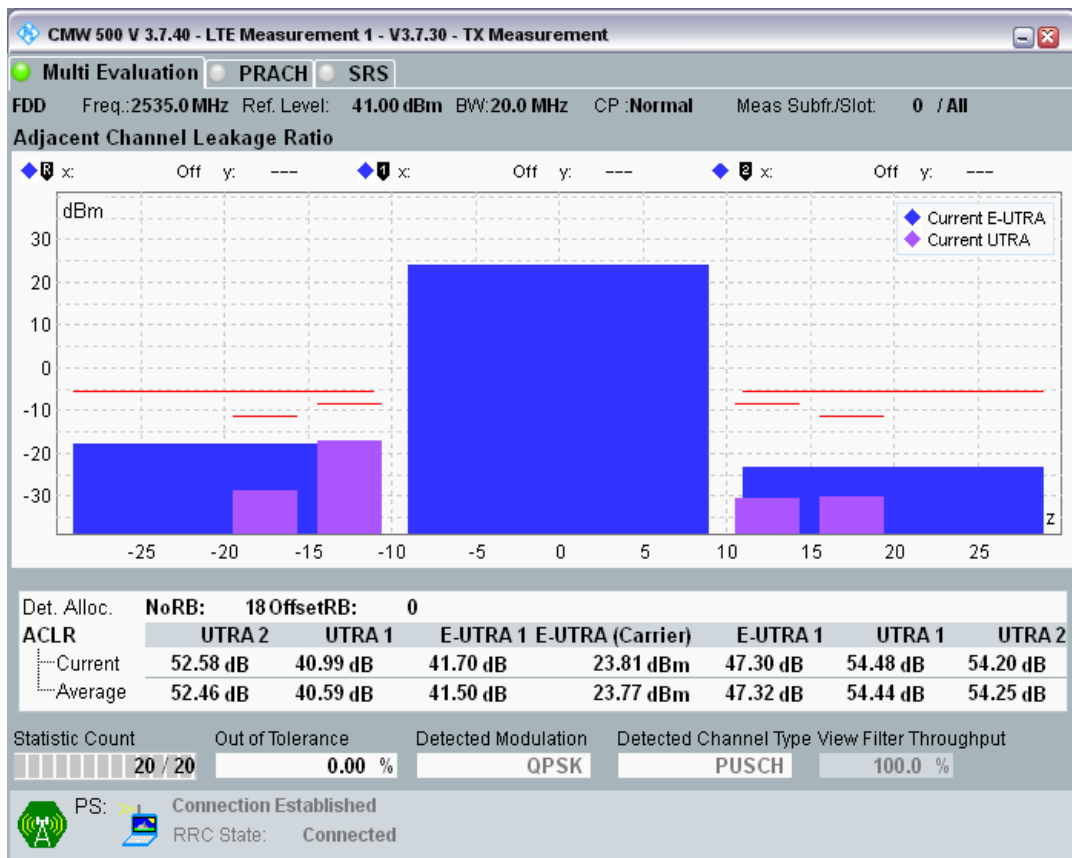 CMW 500 V 3.7.40 - LTE Measurement 1 - V3.7.30 - TX Measurement
Multi Evaluation PRACH SRS
FDD Freq.:2535.0 MHz Ref. Level: 41.00 dBm BW:20.0 MHz CP :Normal Meas Subfr./Slot: 0 / All
Adjacent Channel Leakage Ratio
R x: Off y: --- 1 x: Off y: --- 2 x: Off y: ---
dBm
Current E-UTRA
Current UTRA
30
20
10
0
-10
-20
-30
z
-25 -20 -15 -10 -5 0 5 10 15 20 25
Det. Alloc. NoRB: 18 OffsetRB: 0
ACLR UTRA 2 UTRA 1 E-UTRA 1 E-UTRA (Carrier) E-UTRA 1 UTRA 1 UTRA 2
Current 52.58 dB 40.99 dB 41.70 dB 23.81 dBm 47.30 dB 54.48 dB 54.20 dB
Average 52.46 dB 40.59 dB 41.50 dB 23.77 dBm 47.32 dB 54.44 dB 54.25 dB
Statistic Count Out of Tolerance Detected Modulation Detected Channel Type View Filter Throughput
20 / 20 0.00 % QPSK PUSCH 100.0 %
PS: Connection Established
RRC State: Connected